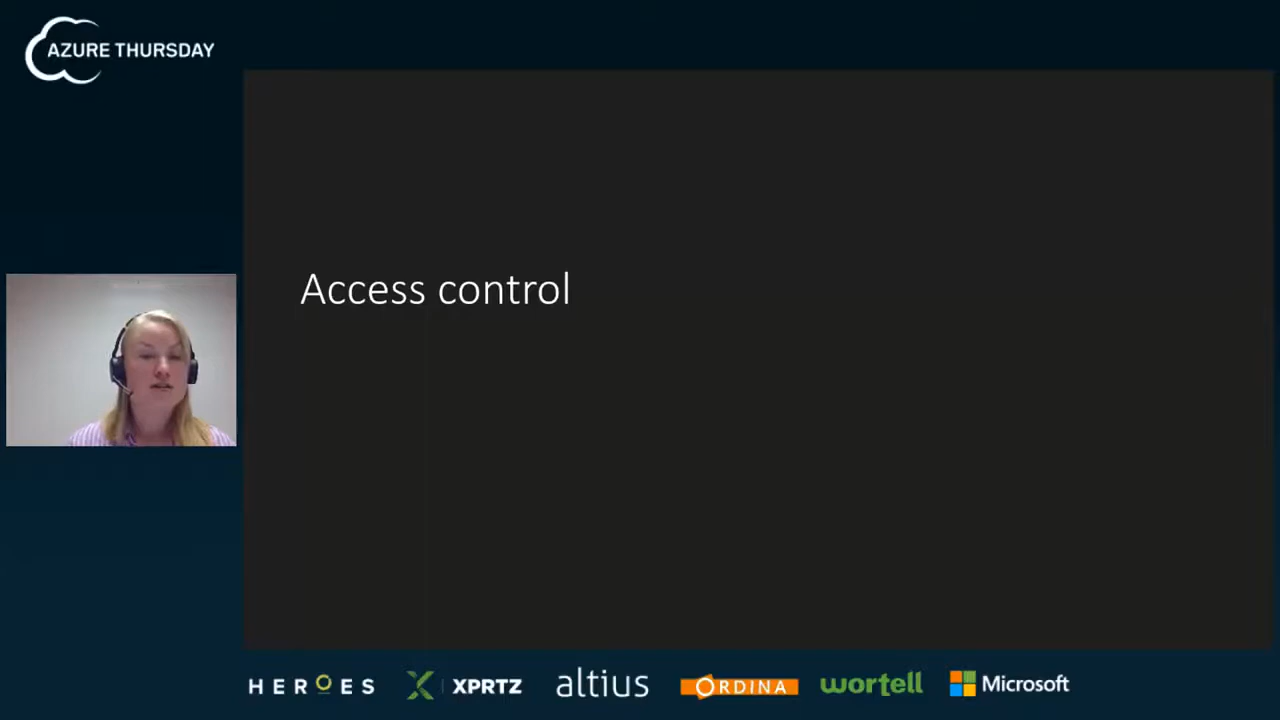 AZURE THURSDAY
Access control
HEROES
XPRTZ
altius
ORDINA
wortell
Microsoft